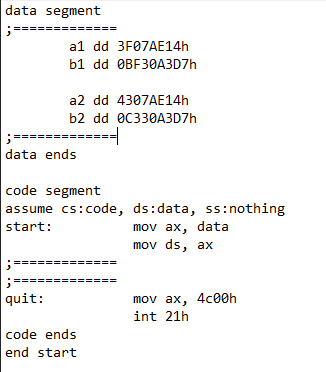 data segment
;=============
a1 dd 3F07AE14h
b1 dd 0BF30A3D7h
a2 dd 4307AE14h
b2 dd 0C330A3D7h
;=============
data ends
code segment
assume cs:code, ds:data, ss:nothing
start: mov ax, data
mov ds, ax
;=============
;=============
quit: mov ax, 4c00h
int 21h
code ends
end start